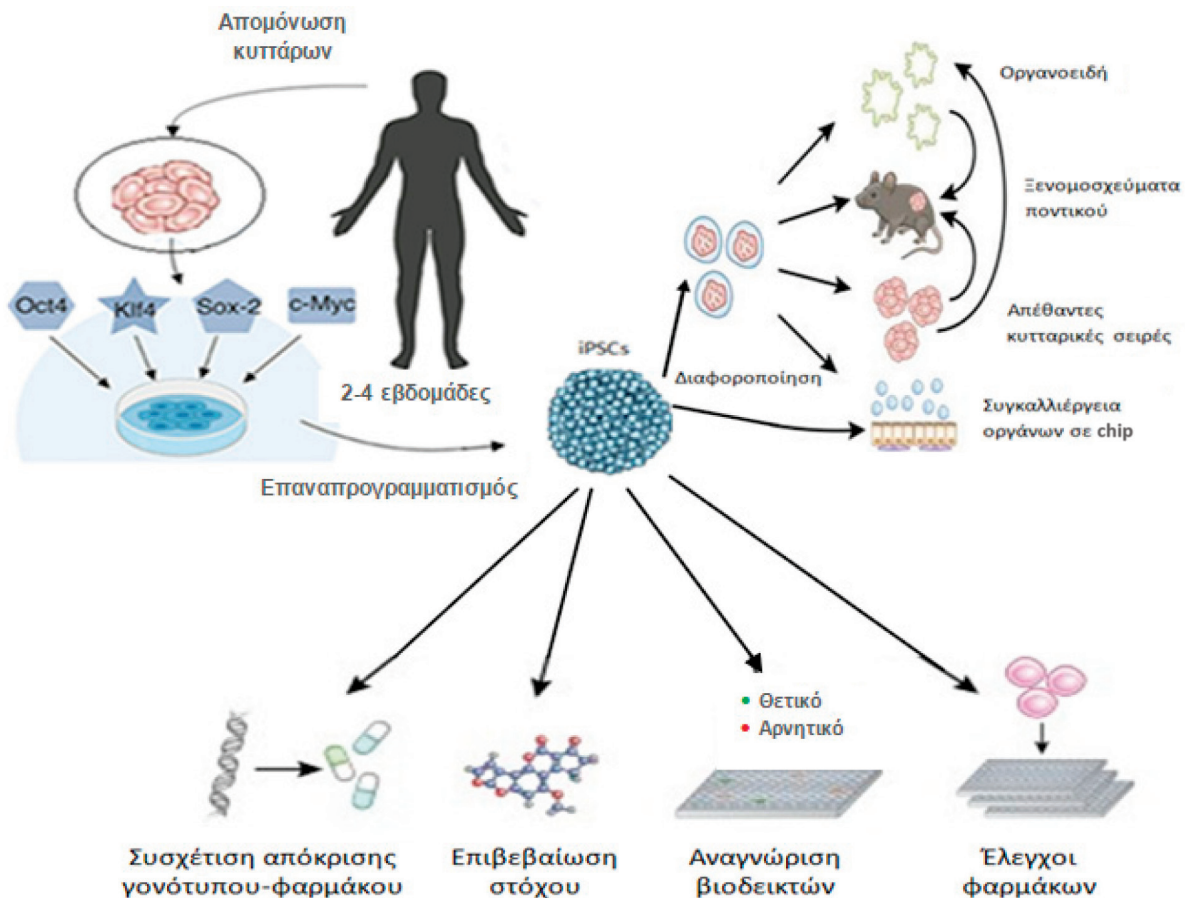 Απομόνωση
κυττάρων
Oct4
Klf4
Sox-2
c-Myc
2-4 εβδομάδες
Επαναπρογραμματισμός
iPSCs
Διαφοροποίηση
Οργανοειδή
Ξενομοσχεύματα
ποντικού
Απέθαντες
κυτταρικές σειρές
Συγκαλλιέργεια
οργάνων σε chip
• Θετικό
• Αρνητικό
Συσχέτιση απόκρισης
γονότυπου-φαρμάκου
Επιβεβαίωση
στόχου
Αναγνώριση
βιοδεικτών
Έλεγχοι
φαρμάκων